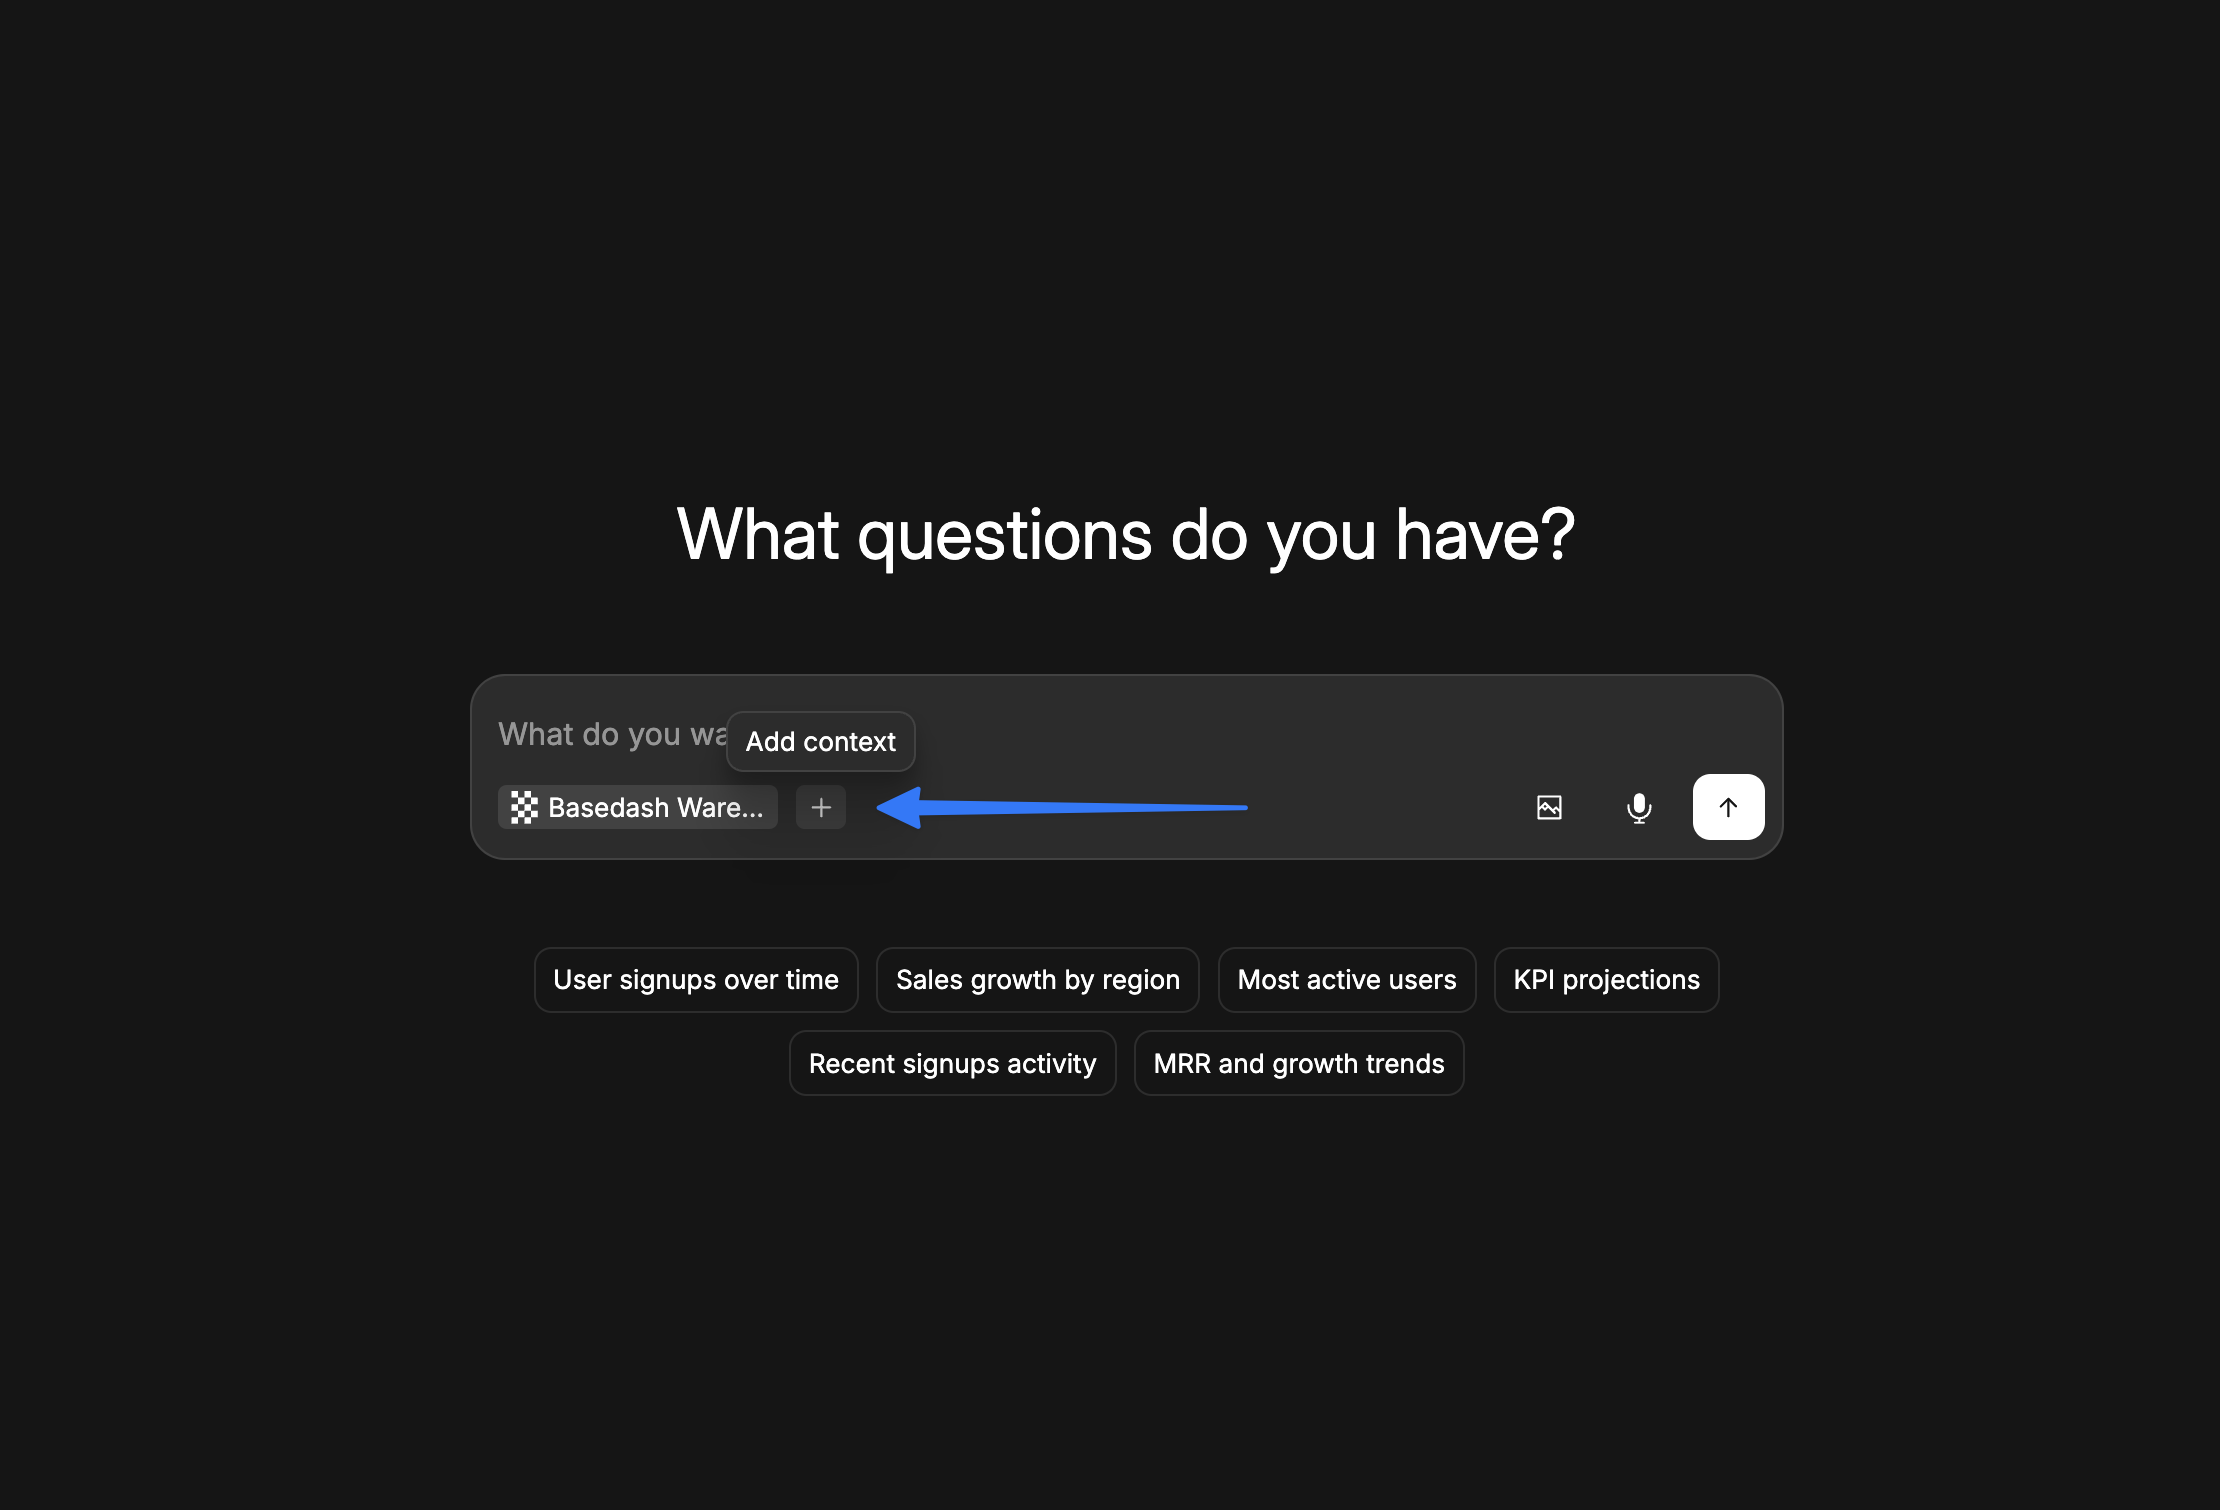 What questions do you have?
What do you wa
Add context
Basedash Ware...
User signups over time
Sales growth by region
Most active users
KPI projections
Recent signups activity
MRR and growth trends